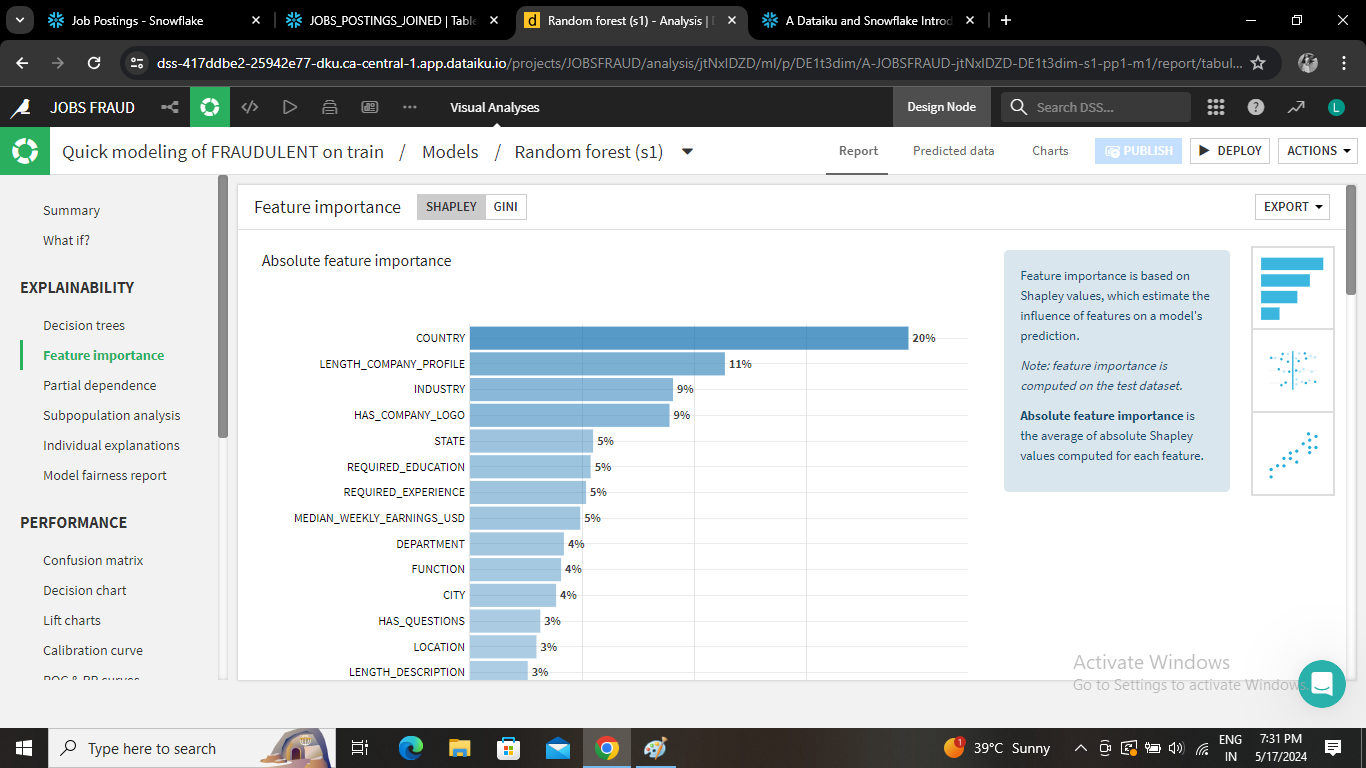 Job Postings - Snowflake
JOBS_POSTINGS_JOINED | Table
Random forest (s1) - Analysis |
A Dataiku and Snowflake Introd
dss-417ddbe2-25942e77-dku.ca-central-1.app.dataiku.io/projects/JOBSFRAUD/analysis/jtNxIDZD/ml/p/DE1t3dim/A-JOBSFRAUD-jtNxIDZD-DE1t3dim-s1-pp1-m1/report/tabul...
JOBS FRAUD
Visual Analyses
Design Node
Search DSS...
L
Quick modeling of FRAUDULENT on train / Models / Random forest (s1)
Report
Predicted data
Charts
PUBLISH
DEPLOY
ACTIONS
Summary
What if?
EXPLAINABILITY
Decision trees
Feature importance
Partial dependence
Subpopulation analysis
Individual explanations
Model fairness report
PERFORMANCE
Confusion matrix
Decision chart
Lift charts
Calibration curve
ROC & PR curves
Feature importance
SHAPLEY
GINI
EXPORT
Absolute feature importance
COUNTRY 20%
LENGTH_COMPANY_PROFILE 11%
INDUSTRY 9%
HAS_COMPANY_LOGO 9%
STATE 5%
REQUIRED_EDUCATION 5%
REQUIRED_EXPERIENCE 5%
MEDIAN_WEEKLY_EARNINGS_USD 5%
DEPARTMENT 4%
FUNCTION 4%
CITY 4%
HAS_QUESTIONS 3%
LOCATION 3%
LENGTH_DESCRIPTION 3%
Feature importance is based on
Shapley values, which estimate the
influence of features on a model's
prediction.
Note: feature importance is
computed on the test dataset.
Absolute feature importance is
the average of absolute Shapley
values computed for each feature.
Activate Windows
Go to Settings to activate Windows.
Type here to search
1
39°C Sunny
ENG
IN
7:31 PM
5/17/2024